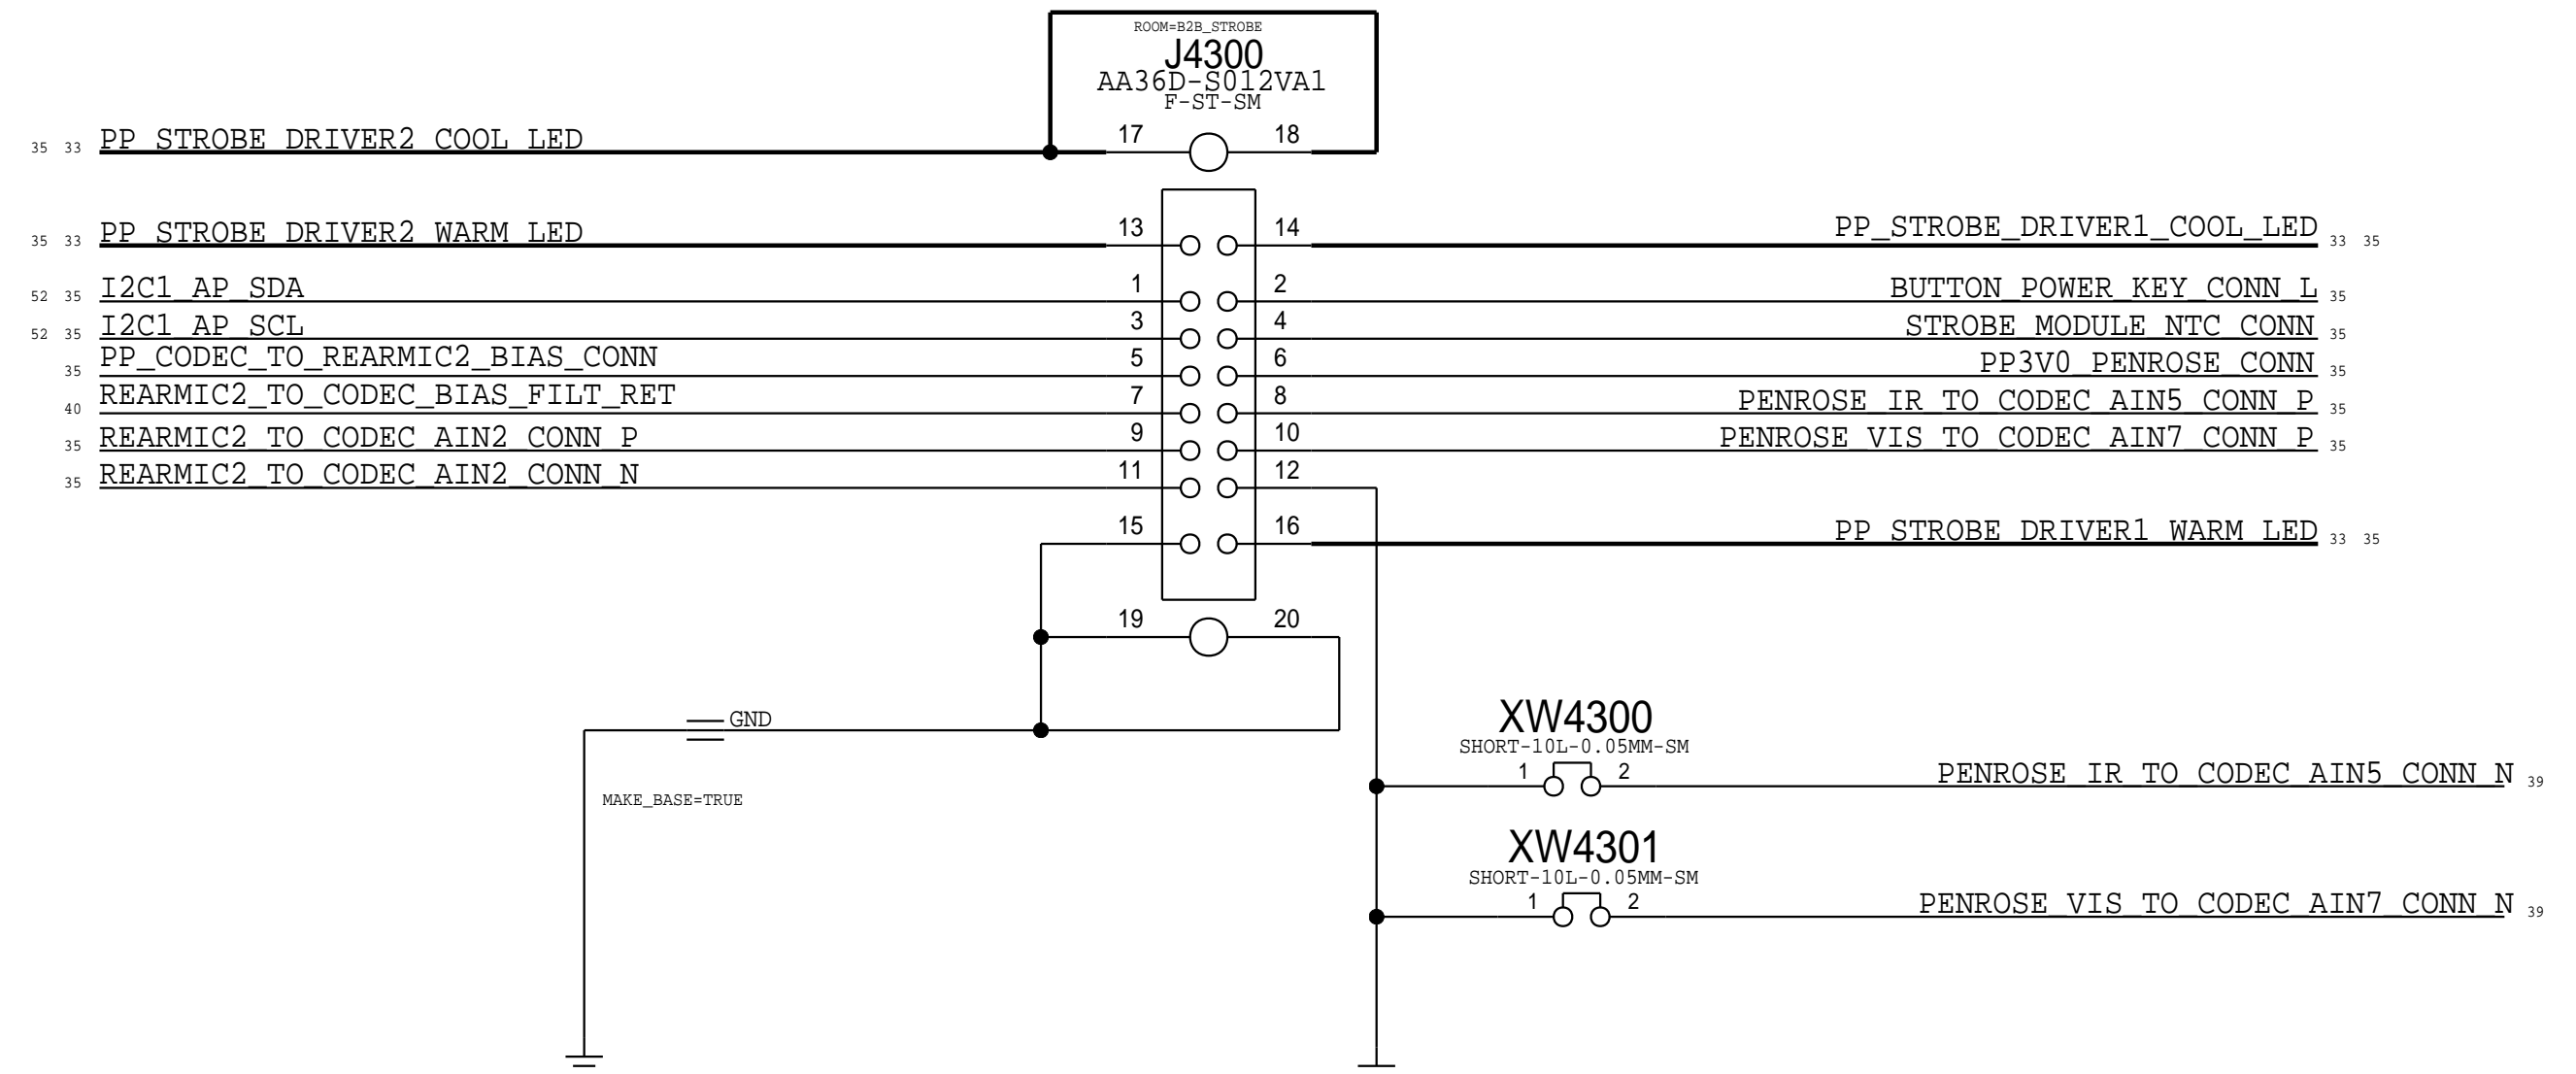 ROOM=B2B_STROBE
J4300
AA36D-S012VA1
F-ST-SM
35 33 PP_STROBE_DRIVER2_COOL_LED 17 18
35 33 PP_STROBE_DRIVER2_WARM_LED 13 14 PP_STROBE_DRIVER1_COOL_LED 33 35
52 35 I2C1_AP_SDA 1 2 BUTTON_POWER_KEY_CONN_L 35
52 35 I2C1_AP_SCL 3 4 STROBE_MODULE_NTC_CONN 35
35 PP_CODEC_TO_REARMIC2_BIAS_CONN 5 6 PP3V0_PENROSE_CONN 35
40 REARMIC2_TO_CODEC_BIAS_FILT_RET 7 8 PENROSE_IR_TO_CODEC_AIN5_CONN_P 35
35 REARMIC2_TO_CODEC_AIN2_CONN_P 9 10 PENROSE_VIS_TO_CODEC_AIN7_CONN_P 35
35 REARMIC2_TO_CODEC_AIN2_CONN_N 11 12
15 16 PP_STROBE_DRIVER1_WARM_LED 33 35
19 20
GND
MAKE_BASE=TRUE
XW4300
SHORT-10L-0.05MM-SM
1 2 PENROSE_IR_TO_CODEC_AIN5_CONN_N 39
XW4301
SHORT-10L-0.05MM-SM
1 2 PENROSE_VIS_TO_CODEC_AIN7_CONN_N 39